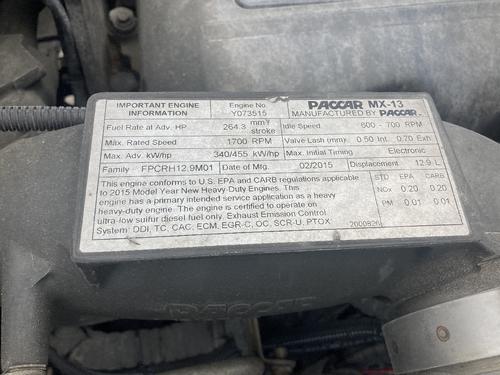 IMPORTANT ENGINE INFORMATION Engine No. Y073515 PACCAR MX-13 MANUFACTURED BY PACCAR
Fuel Rate at Adv. HP 264.3 mm³/stroke Idle Speed 600 - 700 RPM
Max. Rated Speed 1700 RPM Valve Lash (mm) 0.50 Int. 0.70 Exh.
Max. Adv. kW/hp 340/455 kW/hp Max. Initial Timing Electronic
Family FPCRH12.9M01 Date of Mfg. 02/2015 Displacement 12.9 L
This engine conforms to U.S. EPA and CARB regulations applicable
to 2015 Model Year New Heavy-Duty Engines. This
engine has a primary intended service application as a heavy
heavy-duty engine. The engine is certified to operate on
ultra-low sulfur diesel fuel only. Exhaust Emission Control
System: DDI, TC, CAC, ECM, EGR-C, OC, SCR-U, PTOX
STD EPA CARB
NOx 0.20 0.20
PM 0.01 0.01
PACCAR